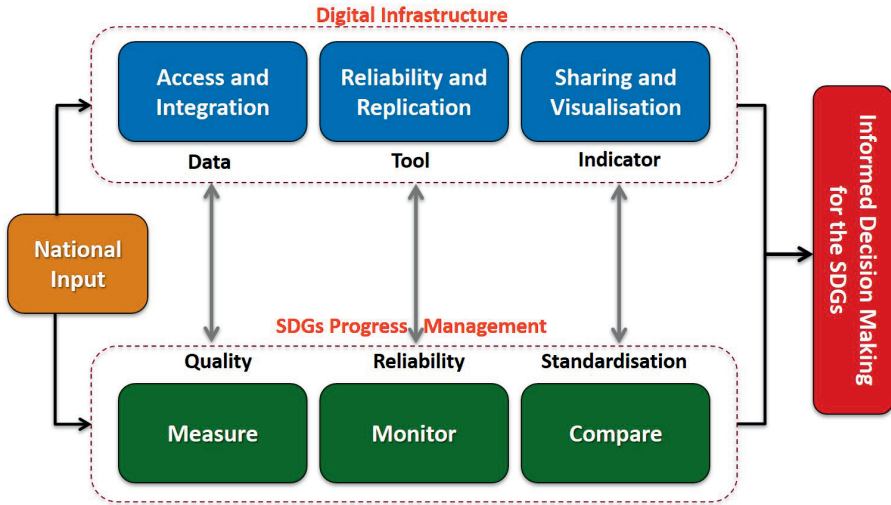 Digital Infrastructure
Access and
Integration
Reliability and
Replication
Sharing and
Visualisation
Data
Tool
Indicator
National
Input
Informed Decision Making
for the SDGs
SDGs Progress Management
Quality
Reliability
Standardisation
Measure
Monitor
Compare